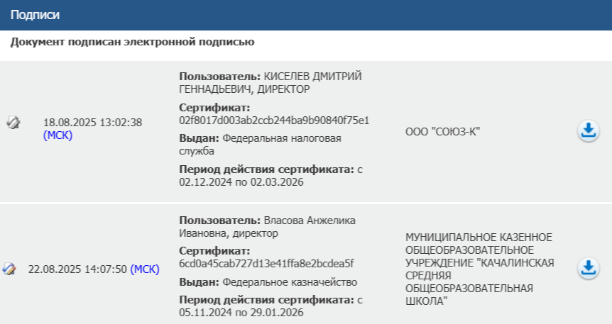 Подписи
Документ подписан электронной подписью
18.08.2025 13:02:38
(МСК)
Пользователь: КИСЕЛЕВ ДМИТРИЙ
ГЕННАДЬЕВИЧ, ДИРЕКТОР
Сертификат:
02f8017d003ab2ccb244ba9b90840f75e1
Выдан: Федеральная налоговая
служба
Период действия сертификата: с
02.12.2024 по 02.03.2026
ООО "СОЮЗ-К"
22.08.2025 14:07:50 (МСК)
Пользователь: Власова Анжелика
Ивановна, директор
Сертификат:
6cd0a45cab727d13e41ffa8e2bcdea5f
Выдан: Федеральное казначейство
Период действия сертификата: с
05.11.2024 по 29.01.2026
МУНИЦИПАЛЬНОЕ КАЗЕННОЕ
ОБЩЕОБРАЗОВАТЕЛЬНОЕ
УЧРЕЖДЕНИЕ "КАЧАЛИНСКАЯ
СРЕДНЯЯ
ОБЩЕОБРАЗОВАТЕЛЬНАЯ
ШКОЛА"